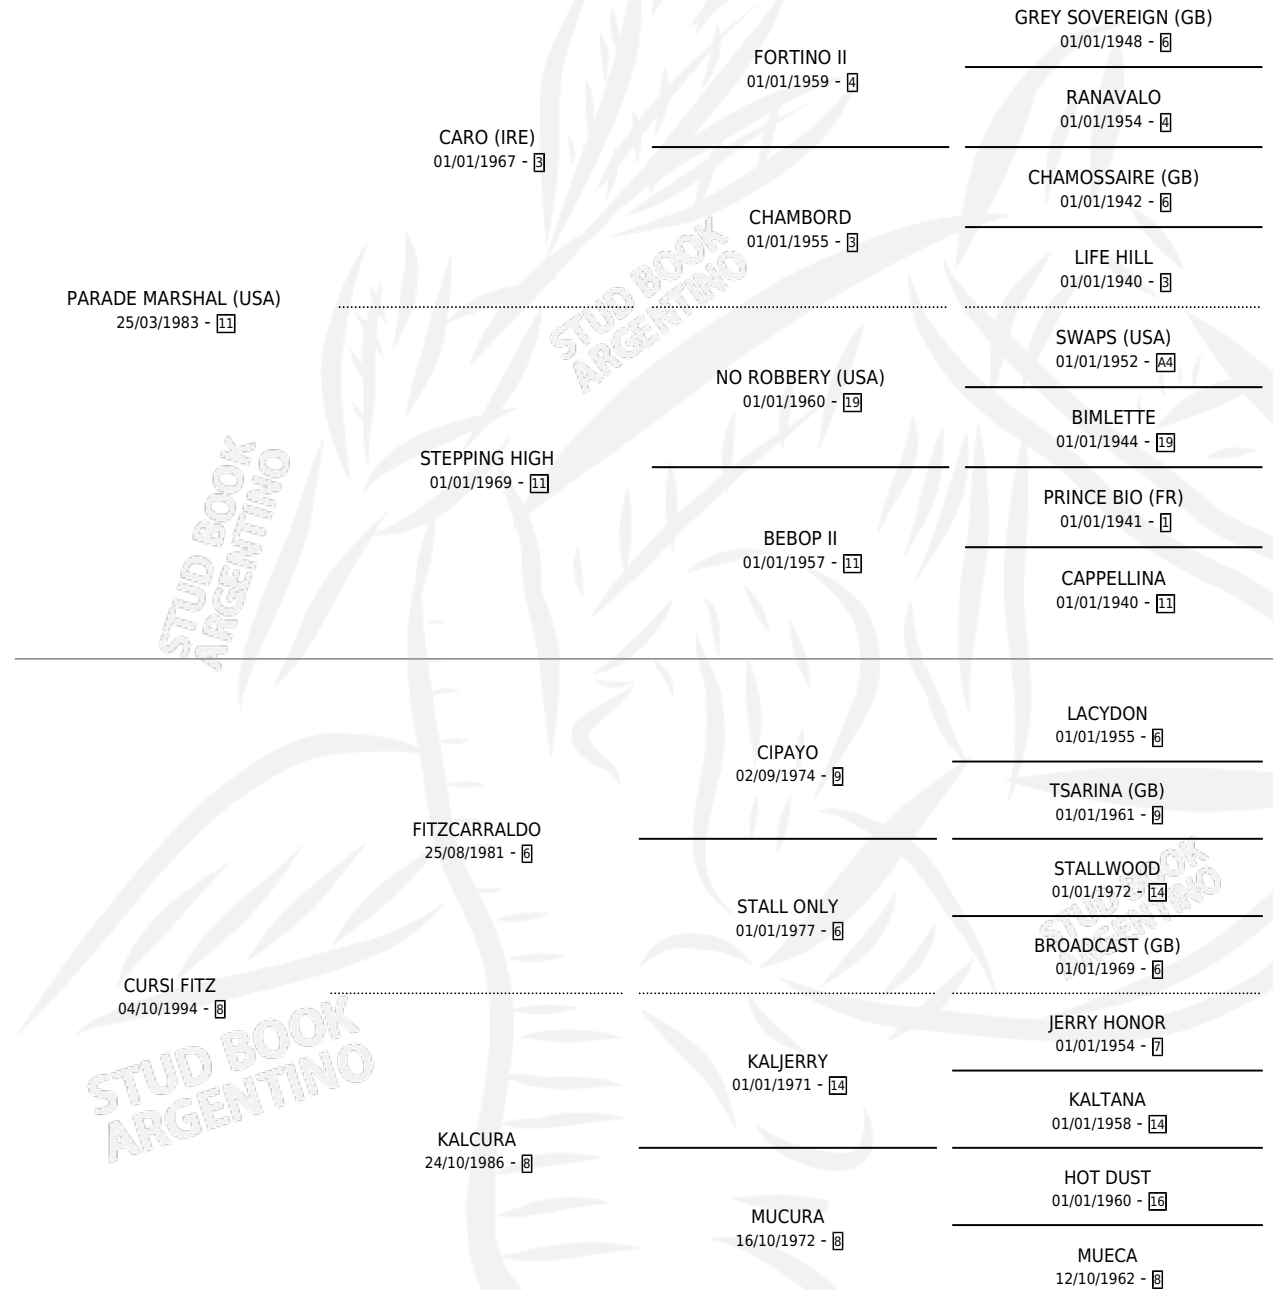 GREY SOVEREIGN (GB)
01/01/1948 - 6
FORTINO II
01/01/1959 - 4
RANAVALO
01/01/1954 - 4
CARO (IRE)
01/01/1967 - 3
CHAMOSSAIRE (GB)
01/01/1942 - 6
CHAMBORD
01/01/1955 - 3
LIFE HILL
01/01/1940 - 3
PARADE MARSHAL (USA)
25/03/1983 - 11
SWAPS (USA)
01/01/1952 - A4
NO ROBBERY (USA)
01/01/1960 - 19
BIMLETTE
01/01/1944 - 19
STEPPING HIGH
01/01/1969 - 11
PRINCE BIO (FR)
01/01/1941 - 1
BEBOP II
01/01/1957 - 11
CAPPELLINA
01/01/1940 - 11
STUD BOOK
ARGENTINO
STUD BOOK
ARGENTINO
LACYDON
01/01/1955 - 6
CIPAYO
02/09/1974 - 9
TSARINA (GB)
01/01/1961 - 9
FITZCARRALDO
25/08/1981 - 6
STALLWOOD
01/01/1972 - 14
STALL ONLY
01/01/1977 - 6
BROADCAST (GB)
01/01/1969 - 6
CURSI FITZ
04/10/1994 - 8
JERRY HONOR
01/01/1954 - 7
KALJERRY
01/01/1971 - 14
KALTANA
01/01/1958 - 14
KALCURA
24/10/1986 - 8
HOT DUST
01/01/1960 - 16
MUCURA
16/10/1972 - 8
MUECA
12/10/1962 - 8
STUD BOOK
ARGENTINO
STUD BOOK
ARGENTINO